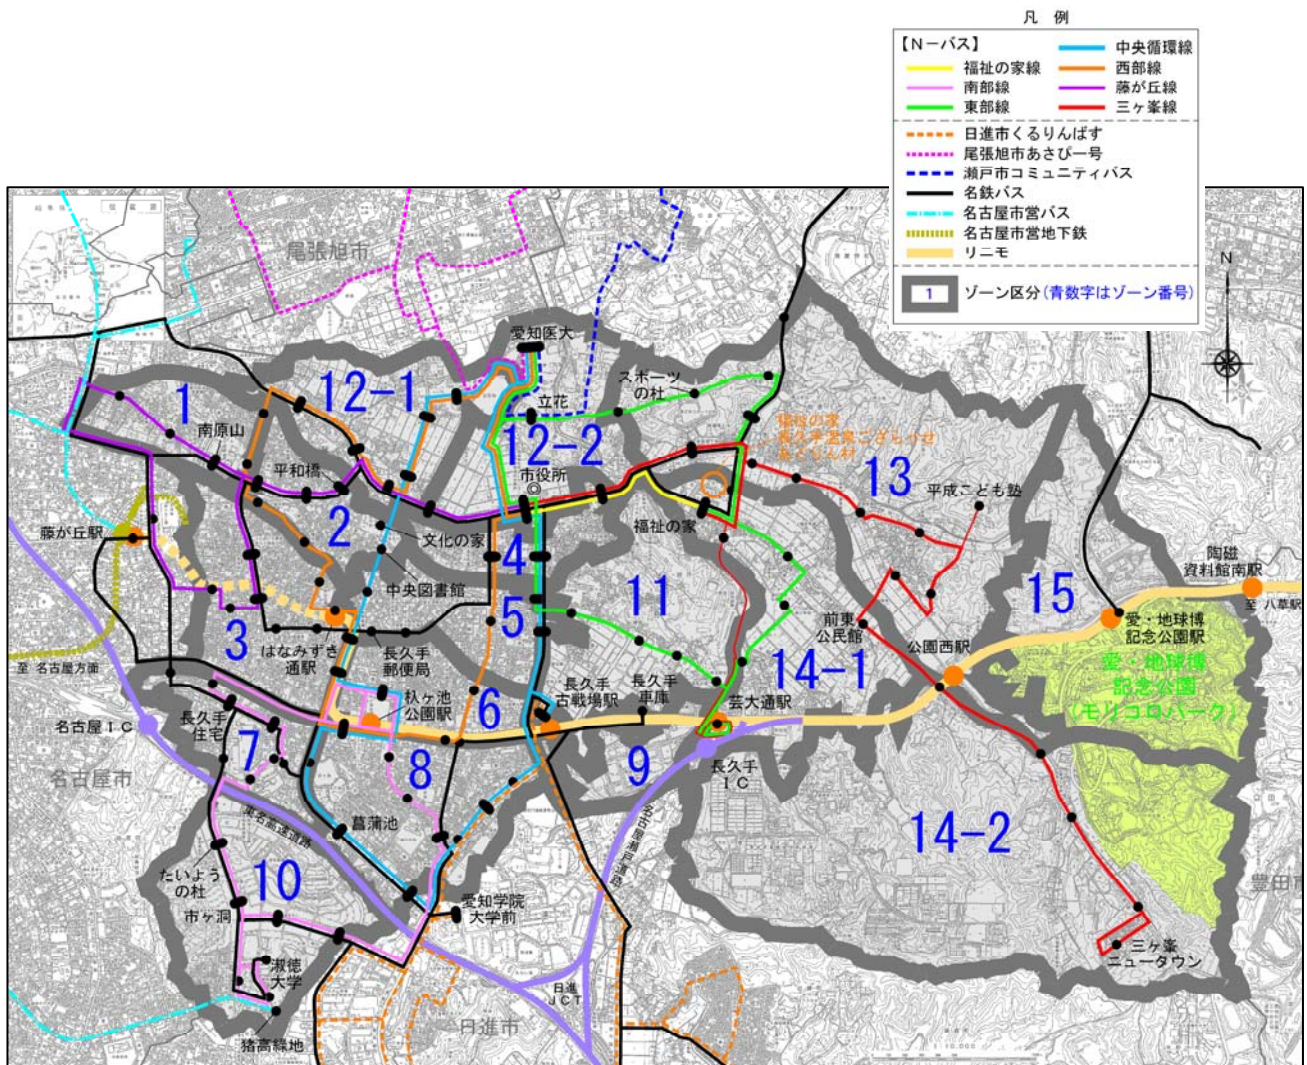 凡 例
【N-バス】
福祉の家線
南部線
東部線
中央循環線
西部線
藤が丘線
三ヶ峯線
日進市くるりんばす
尾張旭市あさぴー号
瀬戸市コミュニティバス
名鉄バス
名古屋市営バス
名古屋市営地下鉄
リニモ
1
ゾーン区分(青数字はゾーン番号)
N
尾張旭市
愛知医大
スポーツ
の杜
立花
12-1
1
南原山
12-2
平和橋
市役所
福祉の家
長久手温泉ござらっせ
あぐりん村
13
平成こども塾
藤が丘駅
2
文化の家
4
福祉の家
中央図書館
5
11
陶磁
資料館南駅
至 八草駅
15
3
はなみずき
通駅
長久手
郵便局
前東
公民館
愛・地球博
記念公園駅
至 名古屋方面
14-1
公園西駅
愛・地球博
記念公園
(モリコロパーク)
杁ヶ池
公園駅
6
長久手
古戦場駅
長久手
車庫
芸大通駅
名古屋IC
長久手
住宅
7
8
9
長久手
IC
名古屋市
東名高速道路
菖蒲池
名古屋瀬戸道路
14-2
たいよう
の杜
10
市ヶ洞
愛知学院
大学前
豊田市
淑徳
大学
三ヶ峯
ニュータウン
日進
JCT
猪高緑地
日進市